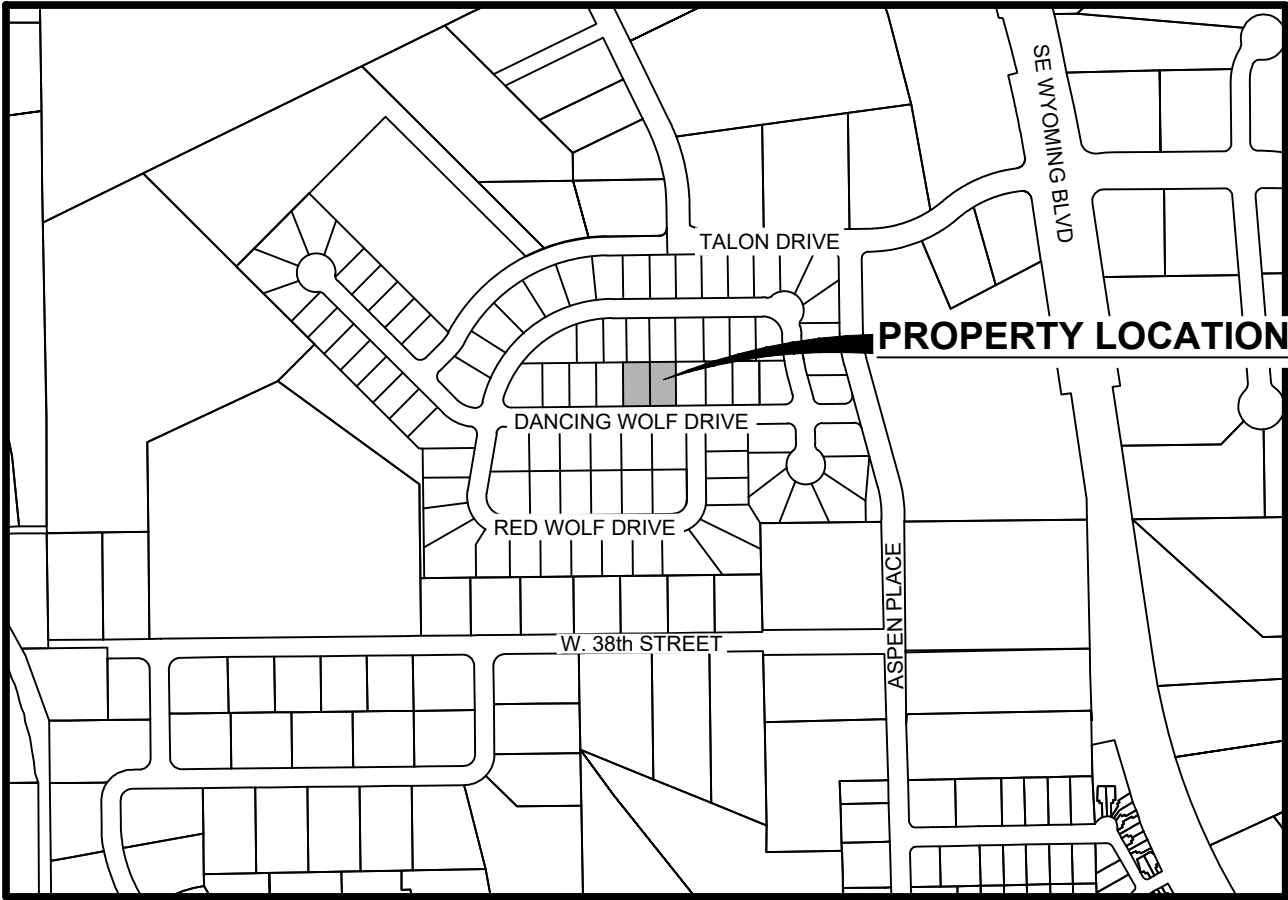 SE WYOMING BLVD
TALON DRIVE
PROPERTY LOCATION
DANCING WOLF DRIVE
RED WOLF DRIVE
ASPEN PLACE
W. 38th STREET